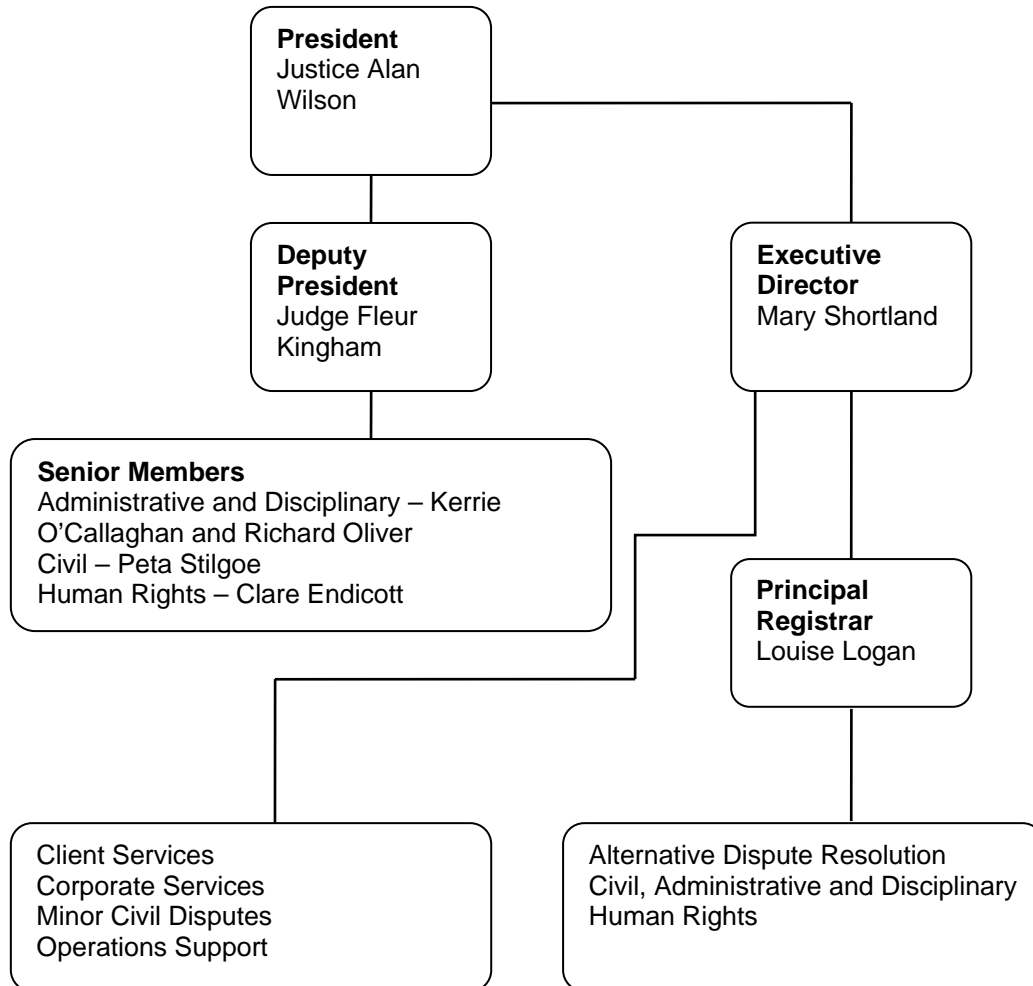 President
Justice Alan
Wilson
Deputy
President
Judge Fleur
Kingham
Executive
Director
Mary Shortland
Senior Members
Administrative and Disciplinary – Kerrie
O’Callaghan and Richard Oliver
Civil – Peta Stilgoe
Human Rights – Clare Endicott
Principal
Registrar
Louise Logan
Client Services
Corporate Services
Minor Civil Disputes
Operations Support
Alternative Dispute Resolution
Civil, Administrative and Disciplinary
Human Rights